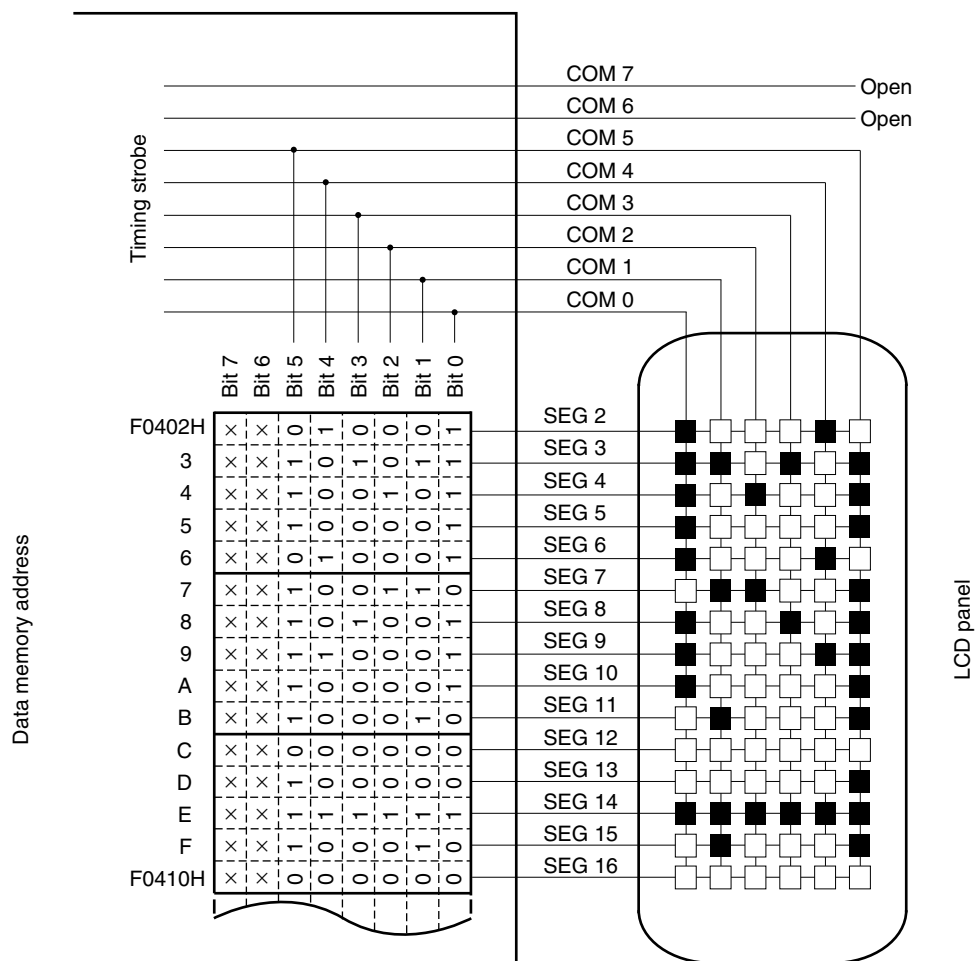 COM 7
Open
COM 6
Open
COM 5
COM 4
COM 3
COM 2
COM 1
COM 0
Timing strobe
Bit 7
Bit 6
Bit 5
Bit 4
Bit 3
Bit 2
Bit 1
Bit 0
F0402H × × 0 1 0 0 0 1 SEG 2
3 × × 1 0 1 0 1 1 SEG 3
4 × × 1 0 0 1 0 1 SEG 4
5 × × 1 0 0 0 0 1 SEG 5
6 × × 0 1 0 0 0 1 SEG 6
7 × × 1 0 0 1 1 0 SEG 7
8 × × 1 0 1 0 0 1 SEG 8
9 × × 1 1 0 0 0 1 SEG 9
A × × 1 0 0 0 0 1 SEG 10
B × × 1 0 0 0 1 0 SEG 11
C × × 0 0 0 0 0 0 SEG 12
D × × 1 0 0 0 0 0 SEG 13
E × × 1 1 1 1 1 1 SEG 14
F × × 1 0 0 0 1 0 SEG 15
F0410H × × 0 0 0 0 0 0 SEG 16
Data memory address
LCD panel